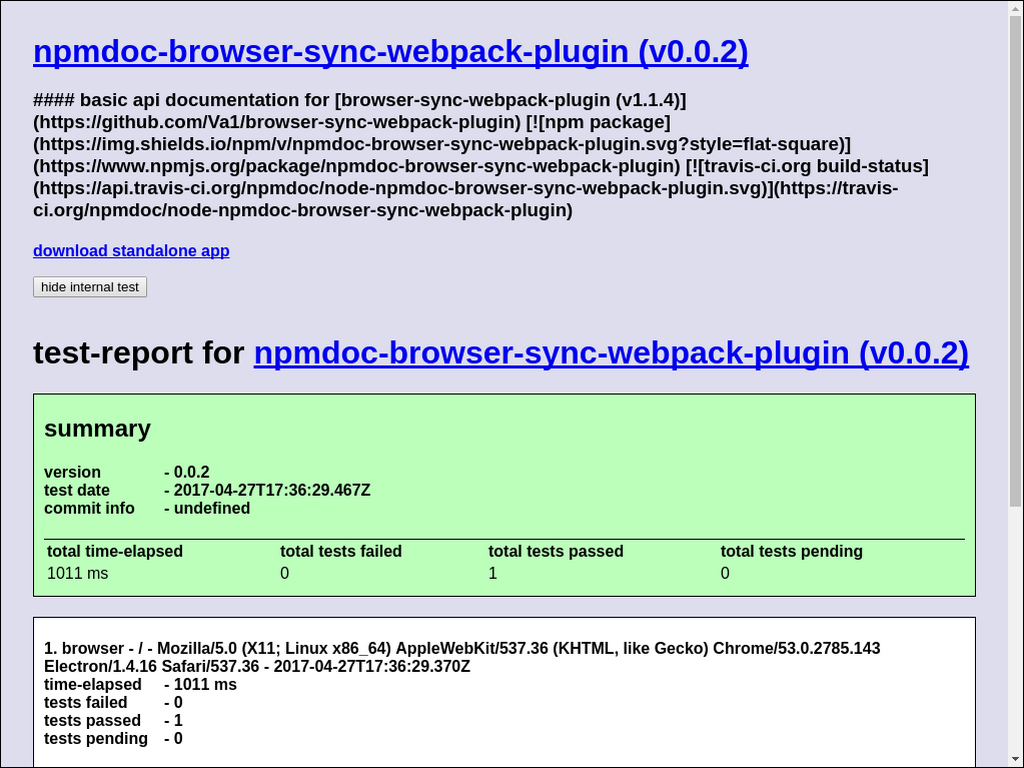 npmdoc-browser-sync-webpack-plugin (v0.0.2)
#### basic api documentation for [browser-sync-webpack-plugin (v1.1.4)]
(https://github.com/Va1/browser-sync-webpack-plugin) [![npm package]
(https://img.shields.io/npm/v/npmdoc-browser-sync-webpack-plugin.svg?style=flat-square)]
(https://www.npmjs.org/package/npmdoc-browser-sync-webpack-plugin) [![travis-ci.org build-status]
(https://api.travis-ci.org/npmdoc/node-npmdoc-browser-sync-webpack-plugin.svg)](https://travis-
ci.org/npmdoc/node-npmdoc-browser-sync-webpack-plugin)
download standalone app
hide internal test
test-report for npmdoc-browser-sync-webpack-plugin (v0.0.2)
summary
version - 0.0.2
test date - 2017-04-27T17:36:29.467Z
commit info - undefined
total time-elapsed total tests failed total tests passed total tests pending
1011 ms 0 1 0
1. browser - / - Mozilla/5.0 (X11; Linux x86_64) AppleWebKit/537.36 (KHTML, like Gecko) Chrome/53.0.2785.143
Electron/1.4.16 Safari/537.36 - 2017-04-27T17:36:29.370Z
time-elapsed - 1011 ms
tests failed - 0
tests passed - 1
tests pending - 0